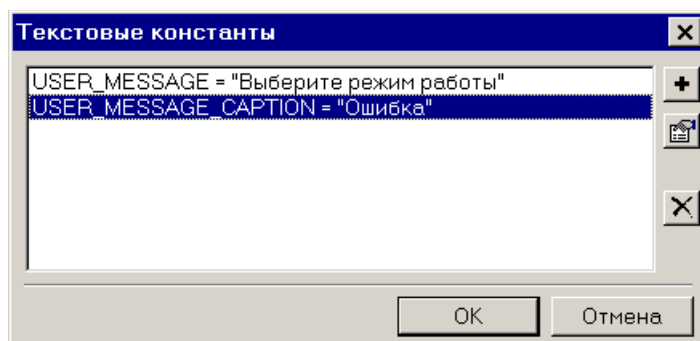 Текстовые константы
USER_MESSAGE = "Выберите режим работы"
USER_MESSAGE_CAPTION = "Ошибка"
OK
Отмена